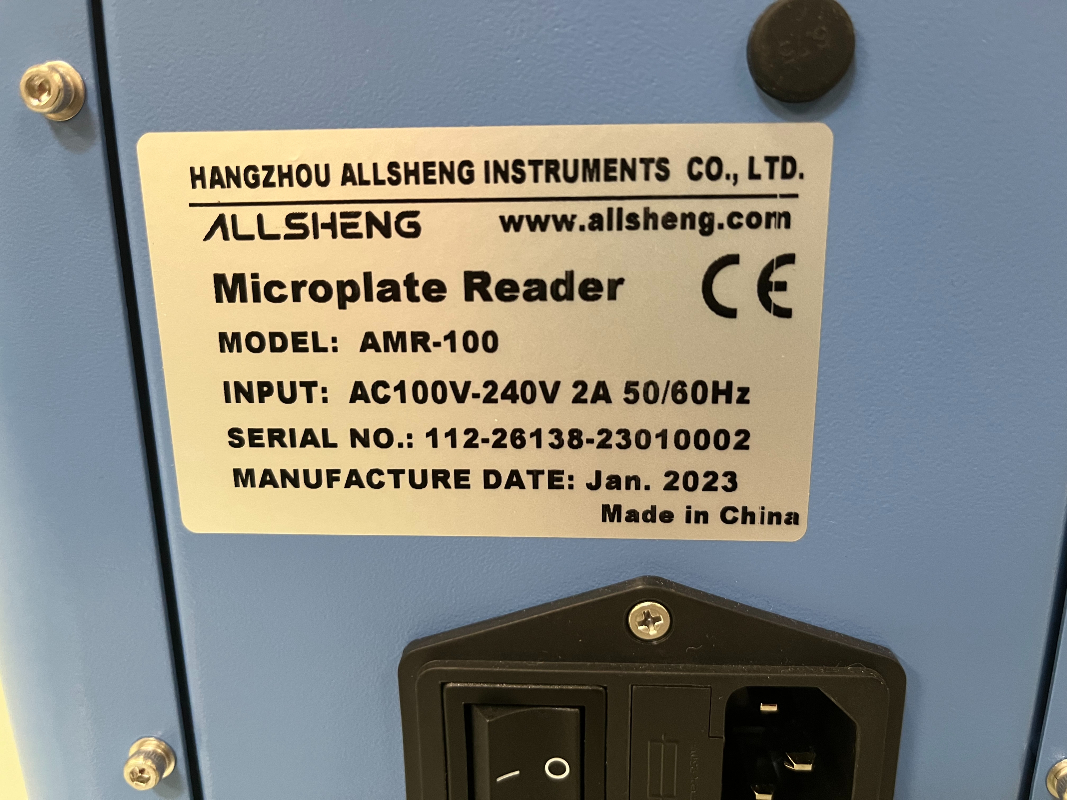 HANGZHOU ALLSHENG INSTRUMENTS CO., LTD.
ALLSHENG www.allsheng.com
Microplate Reader CE
MODEL: AMR-100
INPUT: AC100V-240V 2A 50/60Hz
SERIAL NO.: 112-26138-23010002
MANUFACTURE DATE: Jan. 2023
Made in China